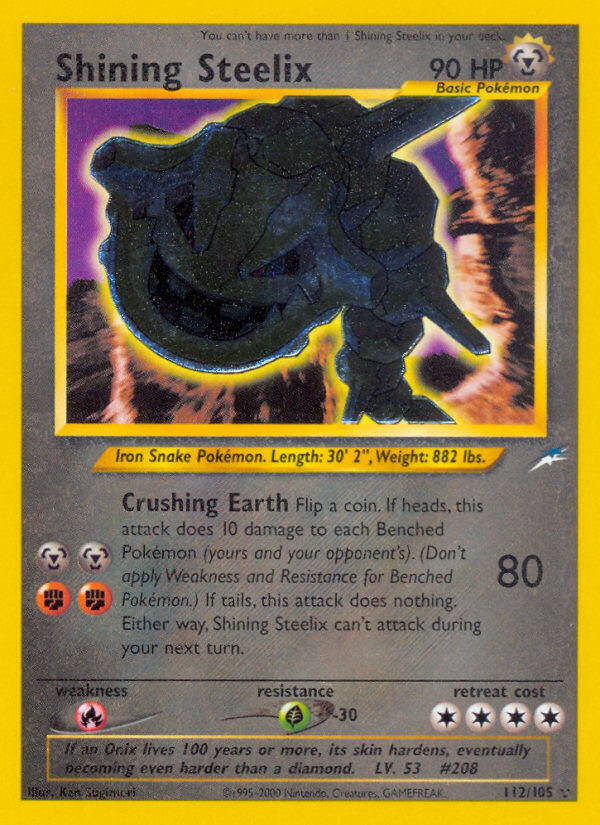 You can't have more than 1 Shining Steelix in your deck.
Shining Steelix 90 HP
Basic Pokémon
Iron Snake Pokémon. Length: 30' 2", Weight: 882 lbs.
Crushing Earth Flip a coin. If heads, this
attack does 10 damage to each Benched
Pokémon (yours and your opponent's). (Don't
apply Weakness and Resistance for Benched
Pokémon.) If tails, this attack does nothing.
Either way, Shining Steelix can't attack during
your next turn.
80
weakness resistance retreat cost
-30
If an Onix lives 100 years or more, its skin hardens, eventually
becoming even harder than a diamond. LV. 53 #208
Illus. Ken Sugimori ©1995-2000 Nintendo, Creatures, GAMEFREAK. 112/105